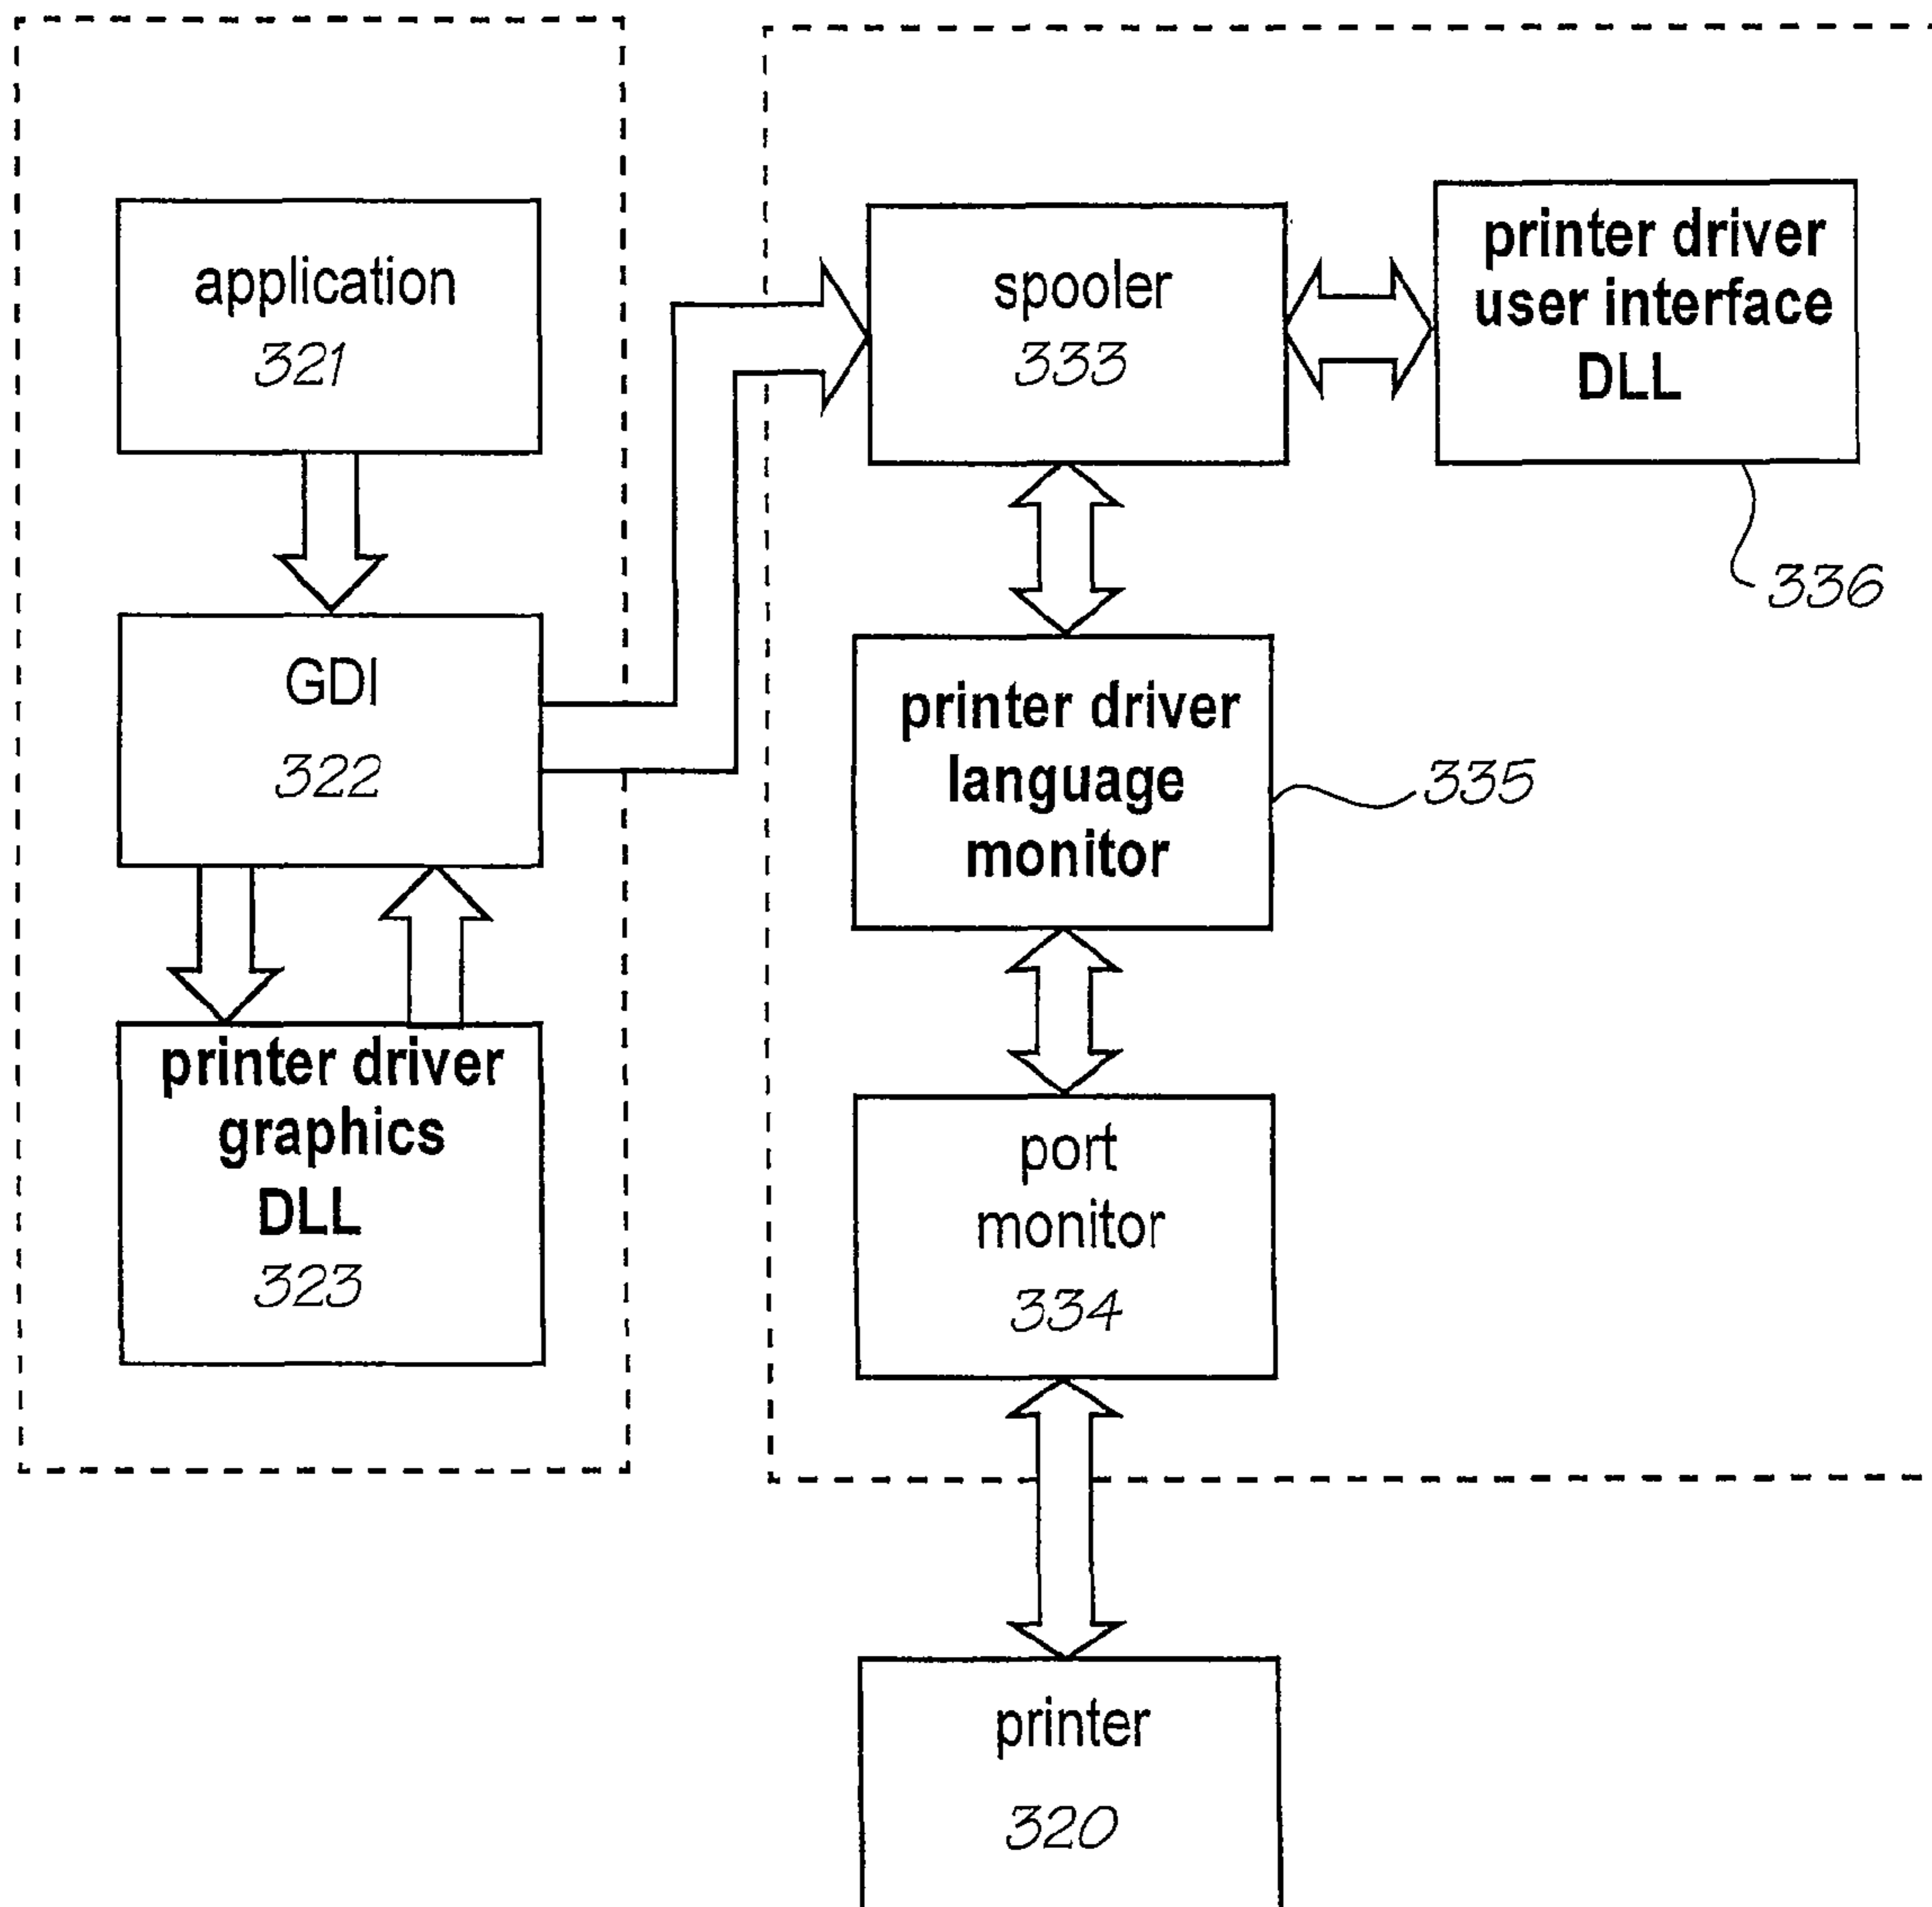 application
321
GDI
322
printer driver
graphics
DLL
323
spooler
333
printer driver
user interface
DLL
336
printer driver
language
monitor
335
port
monitor
334
printer
320